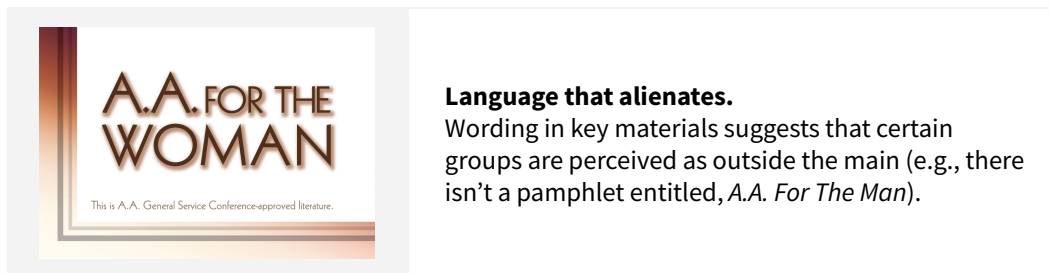 A.A. FOR THE
WOMAN
This is A.A. General Service Conference-approved literature.
Language that alienates.
Wording in key materials suggests that certain
groups are perceived as outside the main (e.g., there
isn’t a pamphlet entitled, A.A. For The Man).